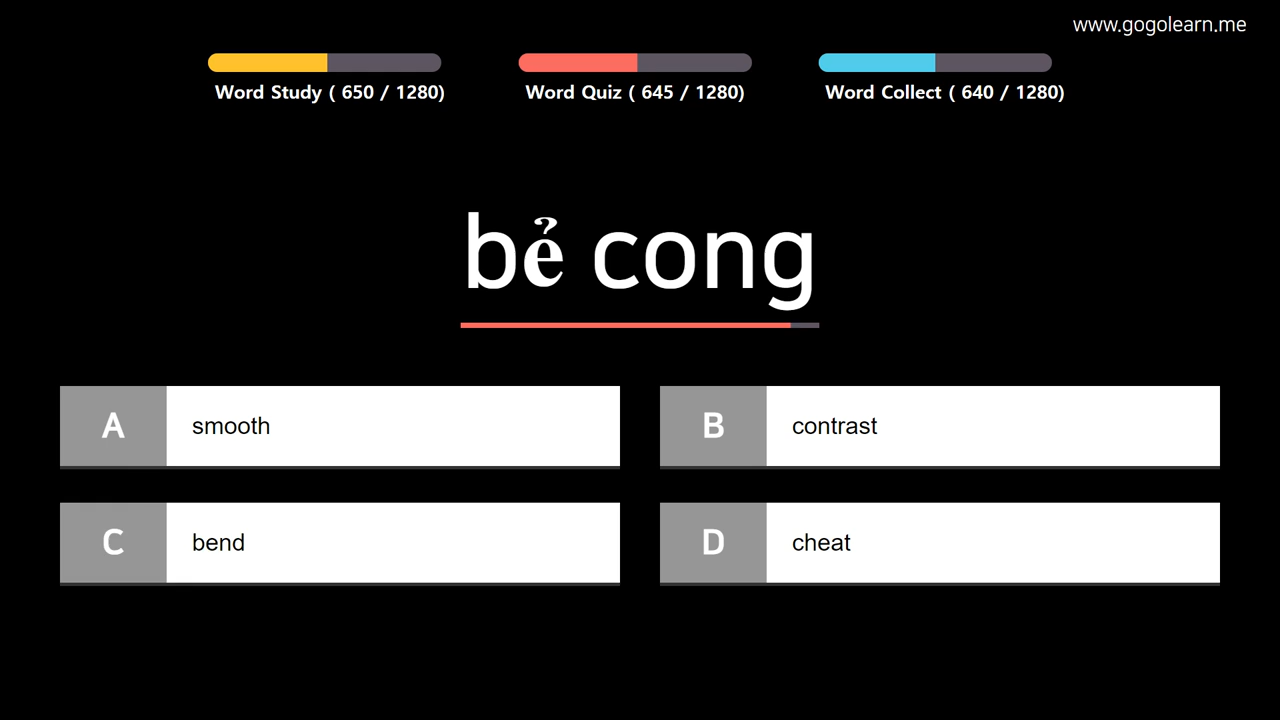 www.gogolearn.me
Word Study ( 650 / 1280)
Word Quiz ( 645 / 1280)
Word Collect ( 640 / 1280)
bẻ cong
A smooth
B contrast
C bend
D cheat